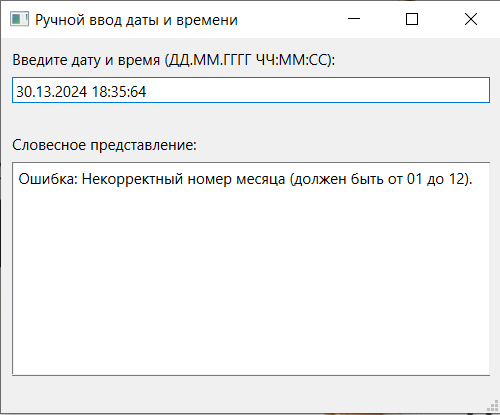 Ручной ввод даты и времени
Введите дату и время (ДД.ММ.ГГГГ ЧЧ:ММ:СС):
30.13.2024 18:35:64
Словесное представление:
Ошибка: Некорректный номер месяца (должен быть от 01 до 12).